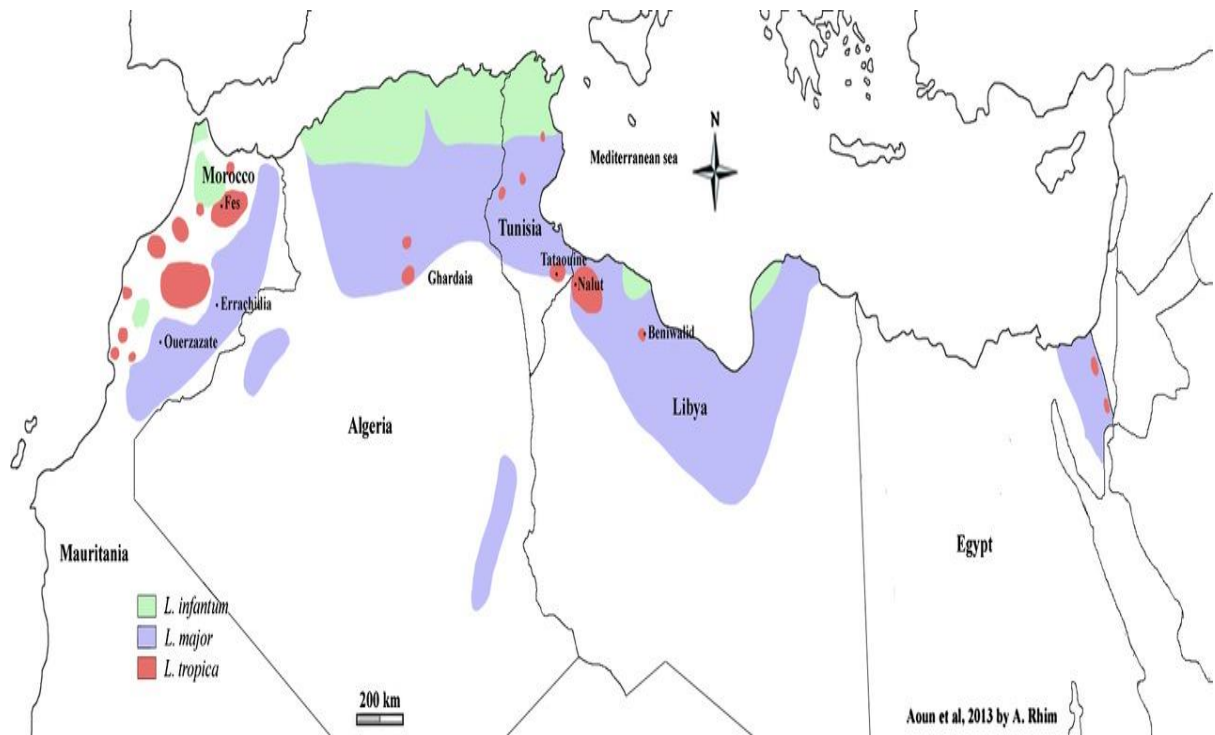 N
Mediterranean sea
Morocco
Fes
Tunisia
Tataouine
Ghardaia
Nalut
Errachidia
Beniwalid
Ouerzazate
Libya
Algeria
Mauritania
Egypt
L. infantum
L. major
L. tropica
200 km
Aoun et al, 2013 by A. Rhim